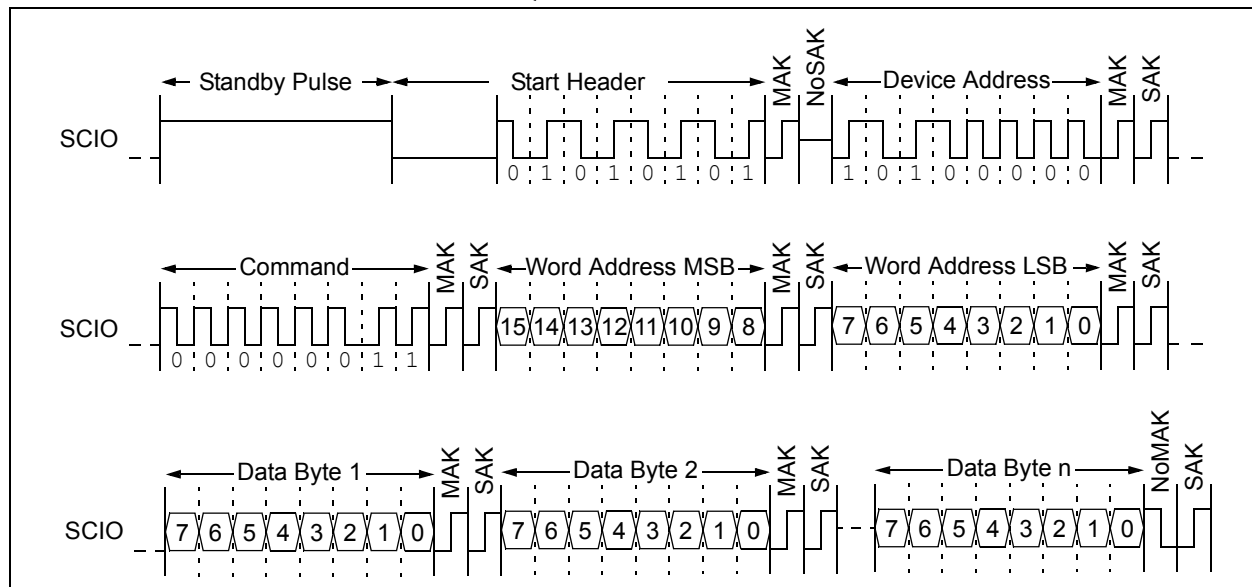 Standby Pulse Start Header MAK NoSAK Device Address MAK SAK
SCIO
0 1 0 1 0 1 0 1 1 0 1 0 0 0 0 0
Command MAK SAK Word Address MSB MAK SAK Word Address LSB MAK SAK
SCIO 15 14 13 12 11 10 9 8 7 6 5 4 3 2 1 0
0 0 0 0 0 0 1 1
Data Byte 1 MAK SAK Data Byte 2 MAK SAK Data Byte n NoMAK SAK
SCIO 7 6 5 4 3 2 1 0 7 6 5 4 3 2 1 0 7 6 5 4 3 2 1 0